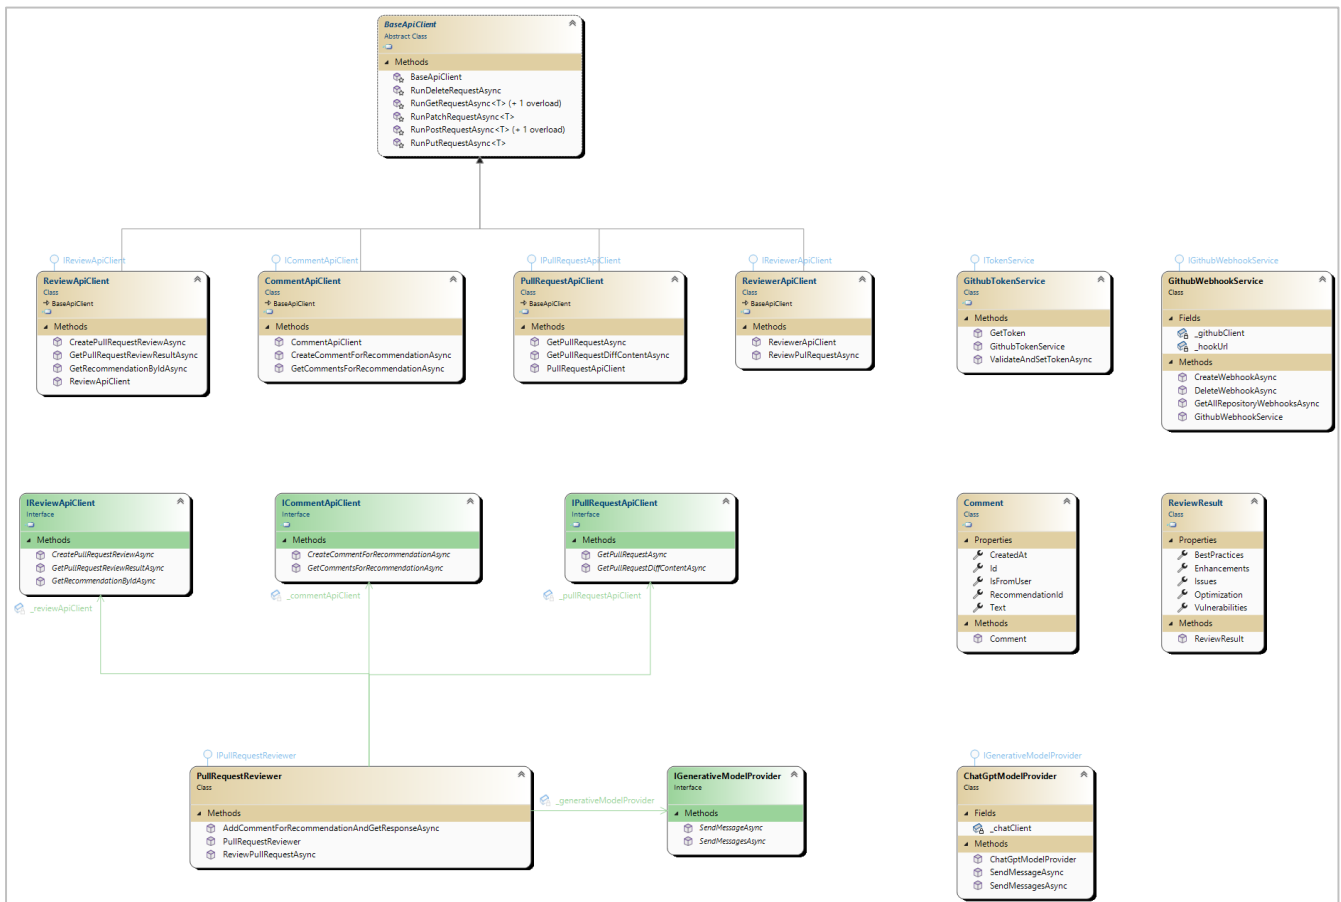 BaseApiClient
Abstract Class
Methods
BaseApiClient
RunDeleteRequestAsync
RunGetRequestAsync<T> (+ 1 overload)
RunPatchRequestAsync<T>
RunPostRequestAsync<T> (+ 1 overload)
RunPutRequestAsync<T>
IReviewApiClient
ReviewApiClient
Class
BaseApiClient
Methods
CreatePullRequestReviewAsync
GetPullRequestReviewResultAsync
GetRecommendationByIdAsync
ReviewApiClient
ICommentApiClient
CommentApiClient
Class
BaseApiClient
Methods
CommentApiClient
CreateCommentForRecommendationAsync
GetCommentsForRecommendationAsync
IPullRequestApiClient
PullRequestApiClient
Class
BaseApiClient
Methods
GetPullRequestAsync
GetPullRequestDiffContentAsync
PullRequestApiClient
IReviewerApiClient
ReviewerApiClient
Class
BaseApiClient
Methods
ReviewerApiClient
ReviewPullRequestAsync
ITokenService
GithubTokenService
Class
Methods
GetToken
GithubTokenService
ValidateAndSetTokenAsync
IGithubWebhookService
GithubWebhookService
Class
Fields
_githubClient
_hookUrl
Methods
CreateWebhookAsync
DeleteWebhookAsync
GetAllRepositoryWebhooksAsync
GithubWebhookService
IReviewApiClient
Interface
Methods
CreatePullRequestReviewAsync
GetPullRequestReviewResultAsync
GetRecommendationByIdAsync
_reviewApiClient
ICommentApiClient
Interface
Methods
CreateCommentForRecommendationAsync
GetCommentsForRecommendationAsync
_commentApiClient
IPullRequestApiClient
Interface
Methods
GetPullRequestAsync
GetPullRequestDiffContentAsync
_pullRequestApiClient
Comment
Class
Properties
CreatedAt
Id
IsFromUser
RecommendationId
Text
Methods
Comment
ReviewResult
Class
Properties
BestPractices
Enhancements
Issues
Optimization
Vulnerabilities
Methods
ReviewResult
IPullRequestReviewer
PullRequestReviewer
Class
Methods
AddCommentForRecommendationAndGetResponseAsync
PullRequestReviewer
ReviewPullRequestAsync
_generativeModelProvider
IGenerativeModelProvider
Interface
Methods
SendMessageAsync
SendMessagesAsync
IGenerativeModelProvider
ChatGptModelProvider
Class
Fields
_chatClient
Methods
ChatGptModelProvider
SendMessageAsync
SendMessagesAsync